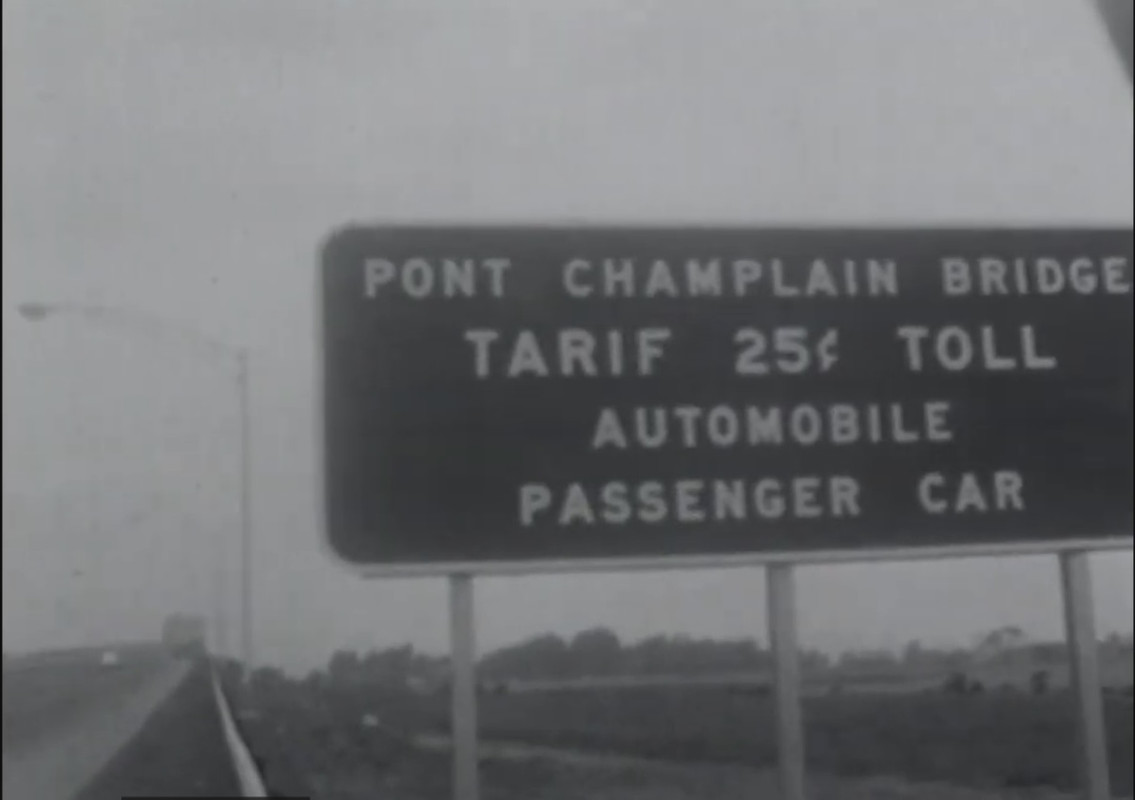 PONT CHAMPLAIN BRIDGE
TARIF 25¢ TOLL
AUTOMOBILE
PASSENGER CAR